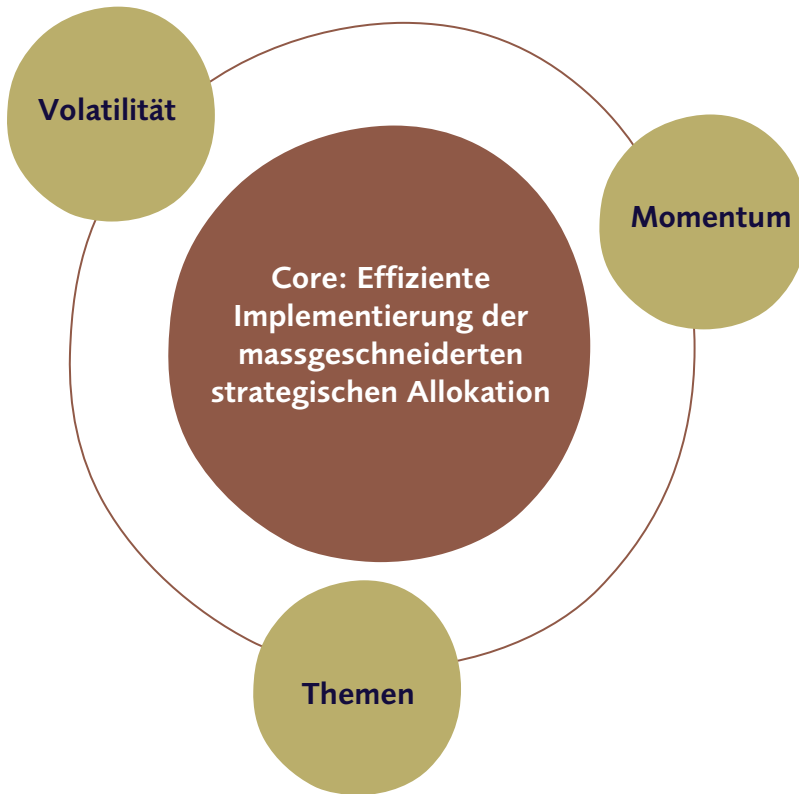 Volatilität
Momentum
Core: Effiziente
Implementierung der
massgeschneiderten
strategischen Allokation
Themen